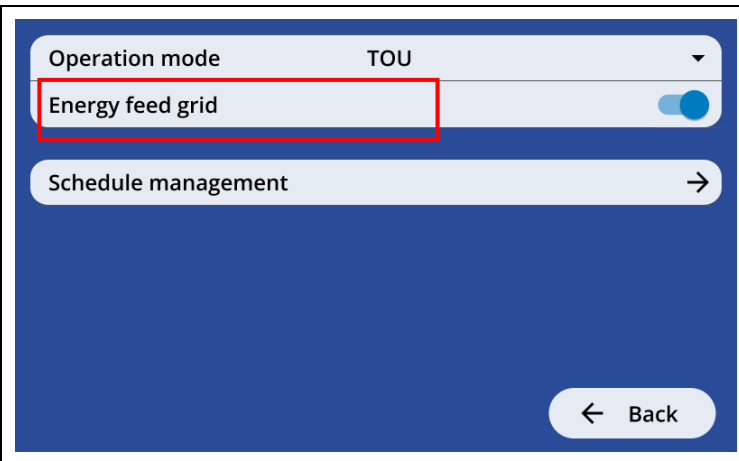 Operation mode TOU
Energy feed grid
Schedule management
Back